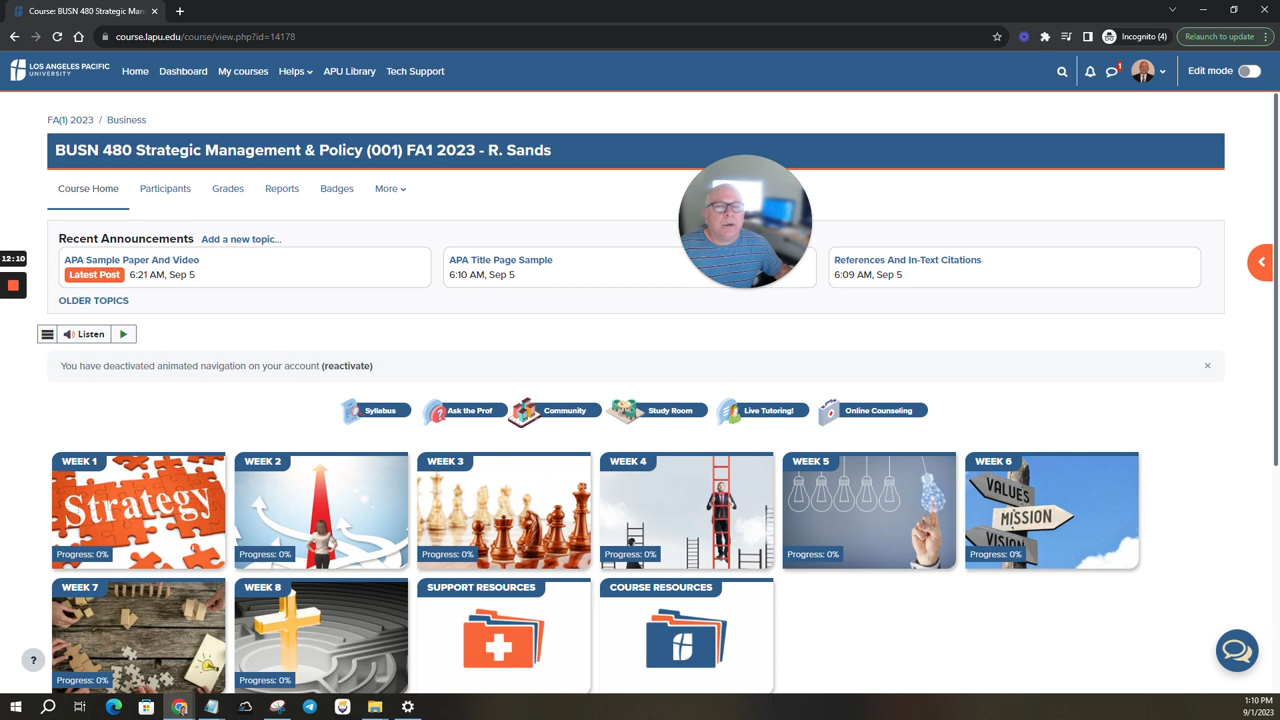 Course: BUSN 480 Strategic Man
course.lapu.edu/course/view.php?id=14178
Incognito (4)
Relaunch to update
LOS ANGELES PACIFIC
UNIVERSITY
Home
Dashboard
My courses
Helps
APU Library
Tech Support
1
Edit mode
FA(1) 2023 / Business
BUSN 480 Strategic Management & Policy (001) FA1 2023 - R. Sands
Course Home
Participants
Grades
Reports
Badges
More
Recent Announcements Add a new topic...
12:10
APA Sample Paper And Video
Latest Post 6:21 AM, Sep 5
APA Title Page Sample
6:10 AM, Sep 5
References And In-Text Citations
6:09 AM, Sep 5
OLDER TOPICS
Listen
You have deactivated animated navigation on your account (reactivate)
×
Syllabus
Ask the Prof
Community
Study Room
Live Tutoring!
Online Counseling
WEEK 1
Strategy
Progress: 0%
WEEK 2
Progress: 0%
WEEK 3
Progress: 0%
WEEK 4
Progress: 0%
WEEK 5
Progress: 0%
WEEK 6
VALUES
MISSION
VISION
Progress: 0%
WEEK 7
Progress: 0%
WEEK 8
Progress: 0%
SUPPORT RESOURCES
COURSE RESOURCES
?
1:10 PM
9/1/2023